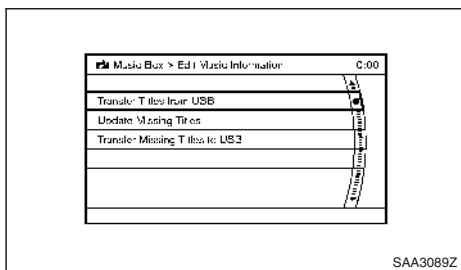 Music Box > Edit Music Information 0:00
Transfer Titles from USB
Update Missing Titles
Transfer Missing Titles to USB
SAA3089Z